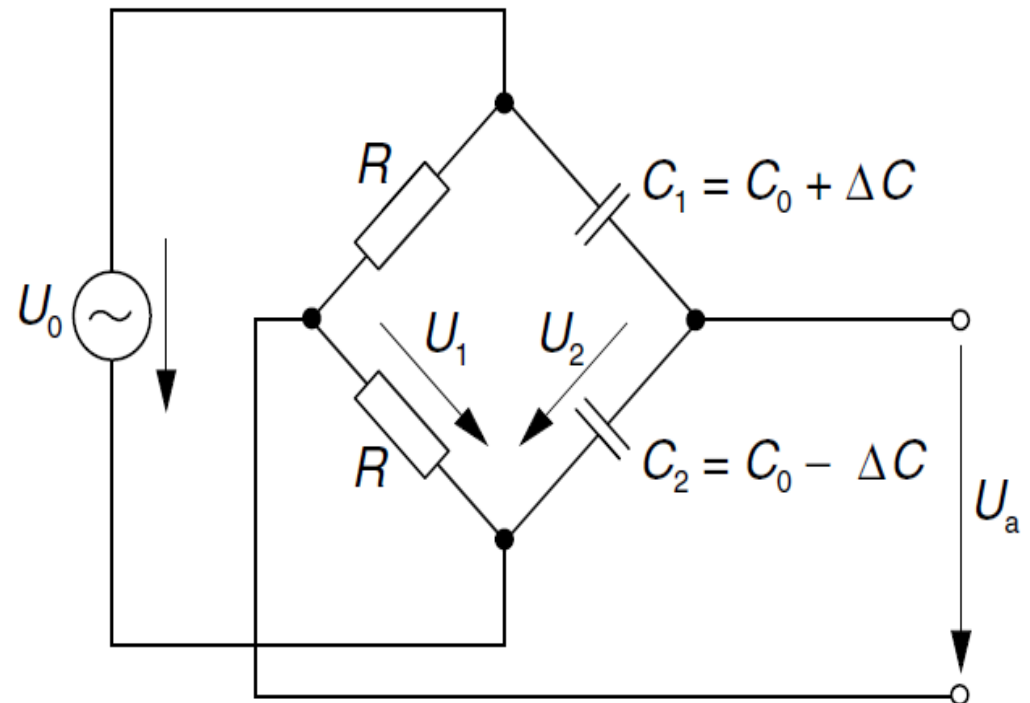 R
C₁ = C₀ + ΔC
U₀
U₁
U₂
R
C₂ = C₀ − ΔC
Uₐ